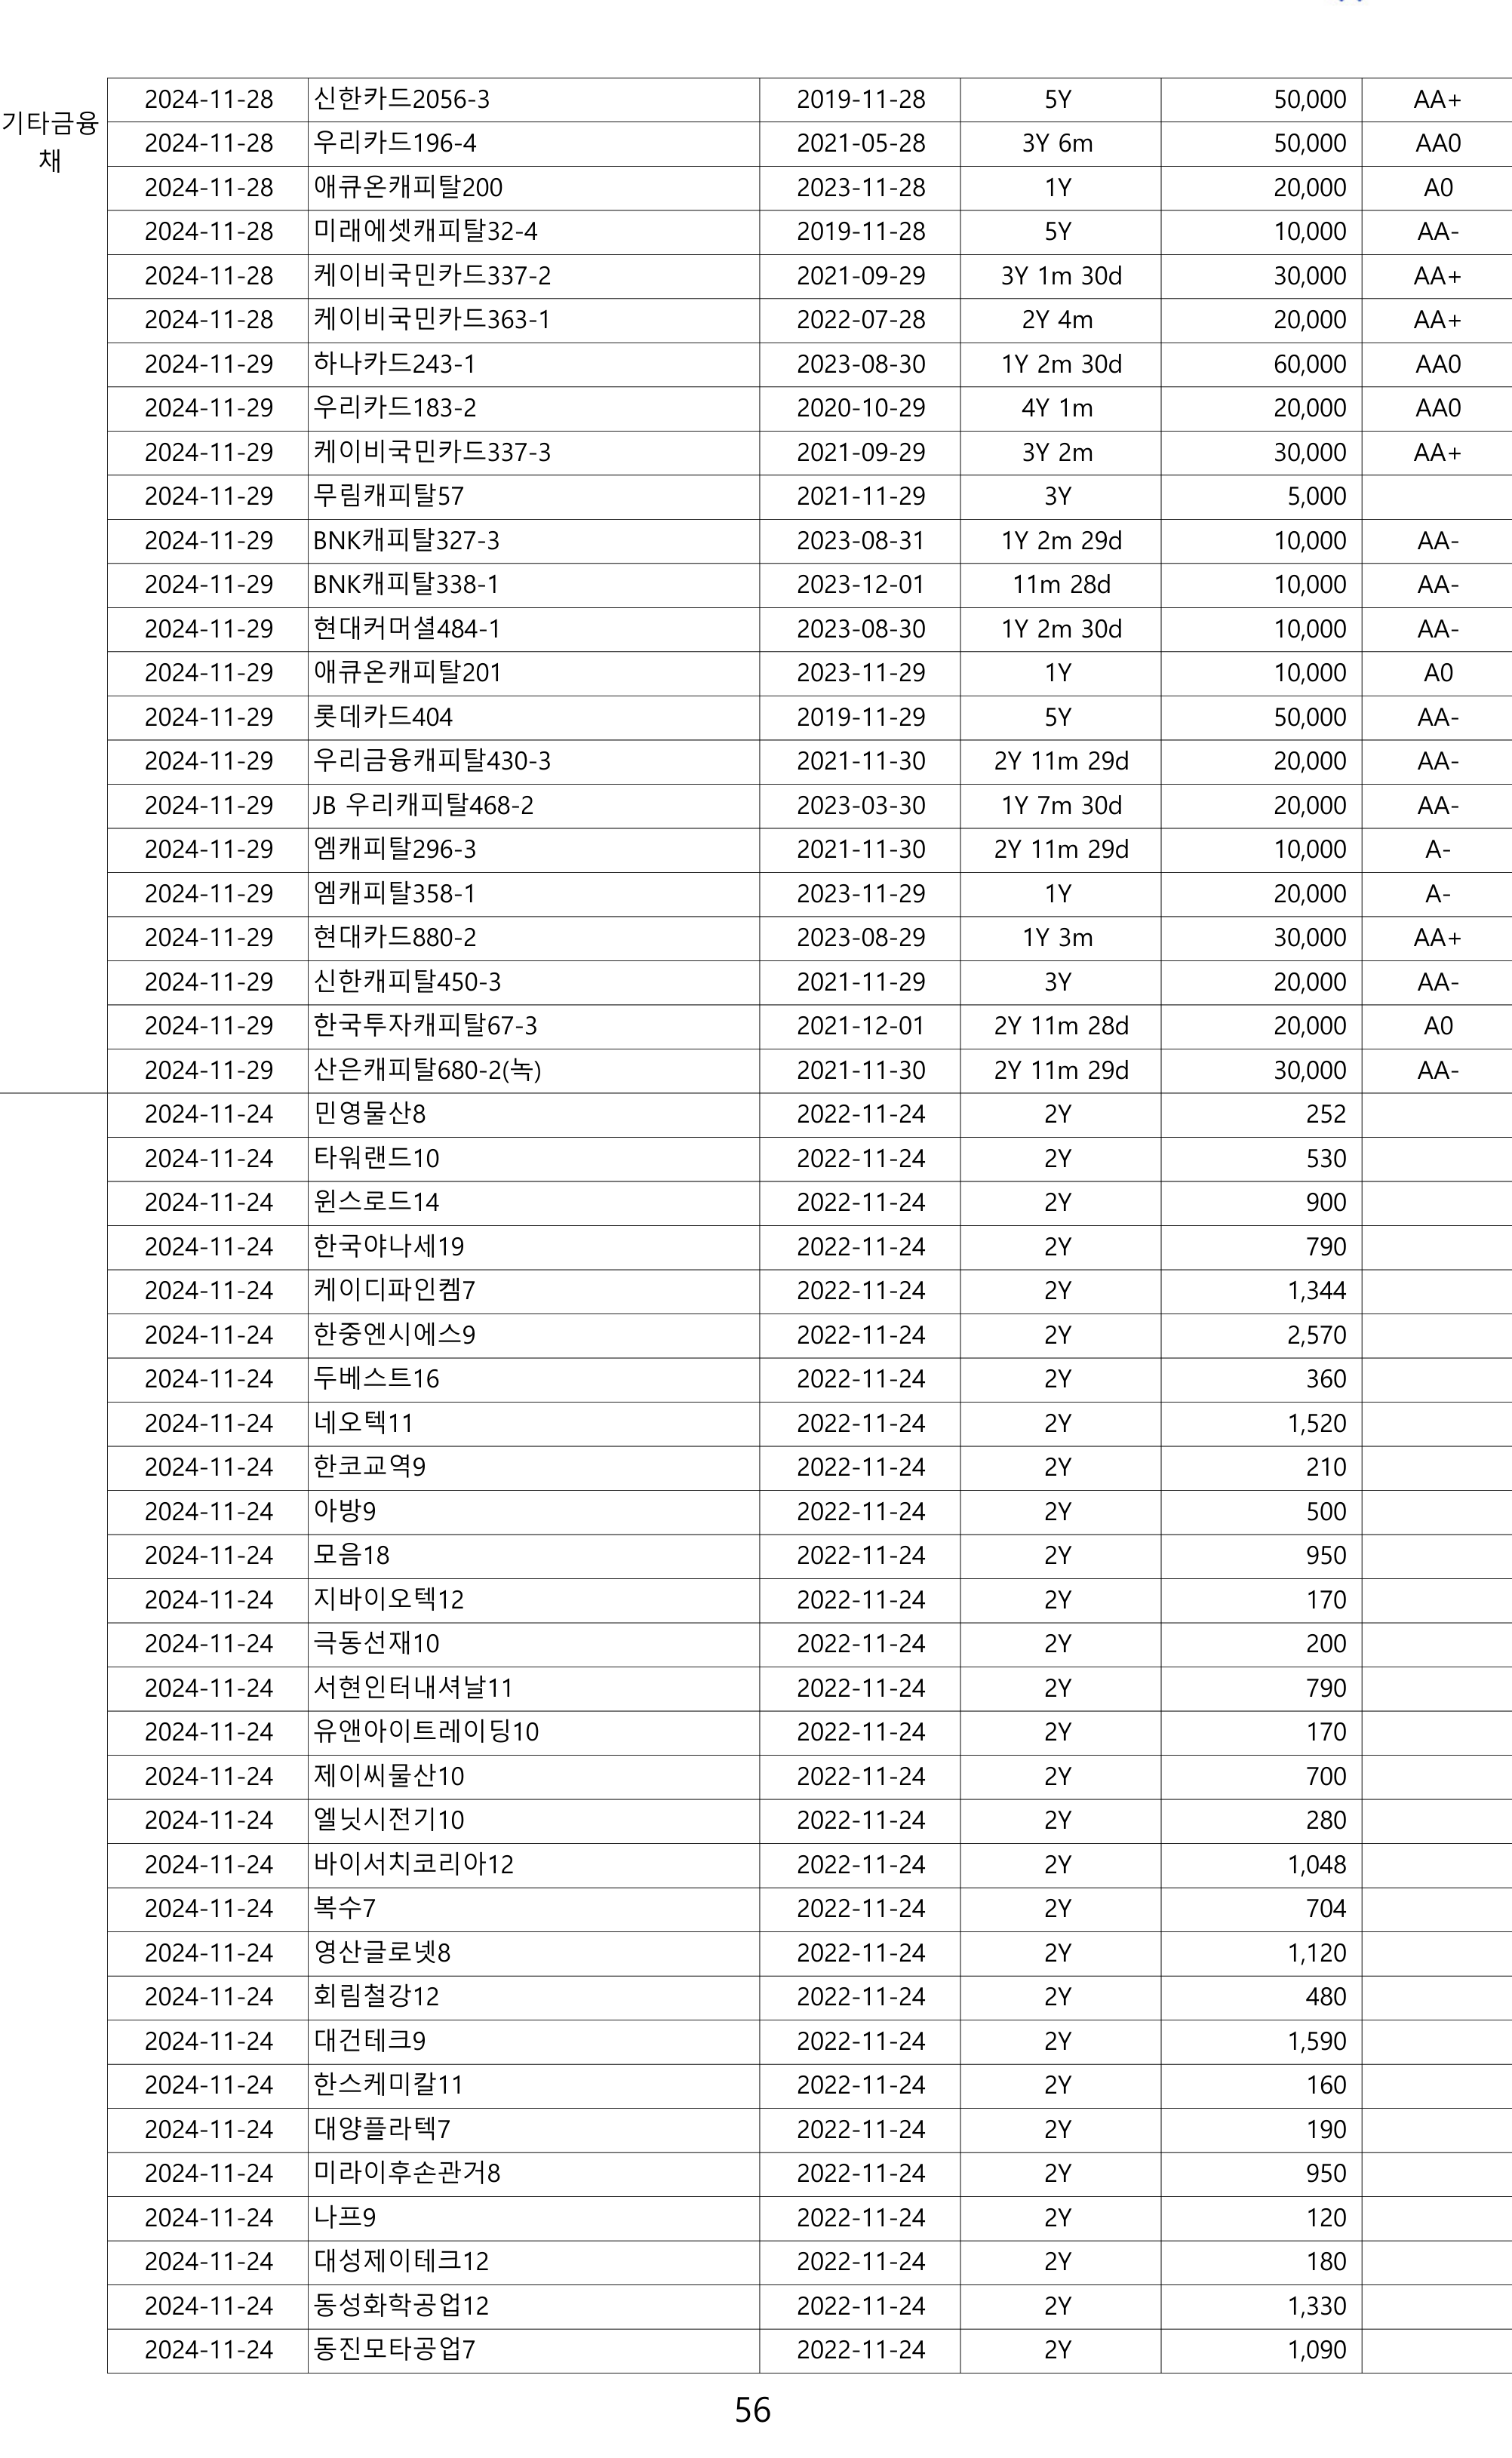 기타금융
채
2024-11-28 신한카드2056-3 2019-11-28 5Y 50,000 AA+
2024-11-28 우리카드196-4 2021-05-28 3Y 6m 50,000 AA0
2024-11-28 애큐온캐피탈200 2023-11-28 1Y 20,000 A0
2024-11-28 미래에셋캐피탈32-4 2019-11-28 5Y 10,000 AA-
2024-11-28 케이비국민카드337-2 2021-09-29 3Y 1m 30d 30,000 AA+
2024-11-28 케이비국민카드363-1 2022-07-28 2Y 4m 20,000 AA+
2024-11-29 하나카드243-1 2023-08-30 1Y 2m 30d 60,000 AA0
2024-11-29 우리카드183-2 2020-10-29 4Y 1m 20,000 AA0
2024-11-29 케이비국민카드337-3 2021-09-29 3Y 2m 30,000 AA+
2024-11-29 무림캐피탈57 2021-11-29 3Y 5,000
2024-11-29 BNK캐피탈327-3 2023-08-31 1Y 2m 29d 10,000 AA-
2024-11-29 BNK캐피탈338-1 2023-12-01 11m 28d 10,000 AA-
2024-11-29 현대커머셜484-1 2023-08-30 1Y 2m 30d 10,000 AA-
2024-11-29 애큐온캐피탈201 2023-11-29 1Y 10,000 A0
2024-11-29 롯데카드404 2019-11-29 5Y 50,000 AA-
2024-11-29 우리금융캐피탈430-3 2021-11-30 2Y 11m 29d 20,000 AA-
2024-11-29 JB 우리캐피탈468-2 2023-03-30 1Y 7m 30d 20,000 AA-
2024-11-29 엠캐피탈296-3 2021-11-30 2Y 11m 29d 10,000 A-
2024-11-29 엠캐피탈358-1 2023-11-29 1Y 20,000 A-
2024-11-29 현대카드880-2 2023-08-29 1Y 3m 30,000 AA+
2024-11-29 신한캐피탈450-3 2021-11-29 3Y 20,000 AA-
2024-11-29 한국투자캐피탈67-3 2021-12-01 2Y 11m 28d 20,000 A0
2024-11-29 산은캐피탈680-2(녹) 2021-11-30 2Y 11m 29d 30,000 AA-
2024-11-24 민영물산8 2022-11-24 2Y 252
2024-11-24 타워랜드10 2022-11-24 2Y 530
2024-11-24 윈스로드14 2022-11-24 2Y 900
2024-11-24 한국야나세19 2022-11-24 2Y 790
2024-11-24 케이디파인켐7 2022-11-24 2Y 1,344
2024-11-24 한중엔시에스9 2022-11-24 2Y 2,570
2024-11-24 두베스트16 2022-11-24 2Y 360
2024-11-24 네오텍11 2022-11-24 2Y 1,520
2024-11-24 한코교역9 2022-11-24 2Y 210
2024-11-24 아방9 2022-11-24 2Y 500
2024-11-24 모음18 2022-11-24 2Y 950
2024-11-24 지바이오텍12 2022-11-24 2Y 170
2024-11-24 극동선재10 2022-11-24 2Y 200
2024-11-24 서현인터내셔날11 2022-11-24 2Y 790
2024-11-24 유앤아이트레이딩10 2022-11-24 2Y 170
2024-11-24 제이씨물산10 2022-11-24 2Y 700
2024-11-24 엘닛시전기10 2022-11-24 2Y 280
2024-11-24 바이서치코리아12 2022-11-24 2Y 1,048
2024-11-24 복수7 2022-11-24 2Y 704
2024-11-24 영산글로넷8 2022-11-24 2Y 1,120
2024-11-24 회림철강12 2022-11-24 2Y 480
2024-11-24 대건테크9 2022-11-24 2Y 1,590
2024-11-24 한스케미칼11 2022-11-24 2Y 160
2024-11-24 대양플라텍7 2022-11-24 2Y 190
2024-11-24 미라이후손관거8 2022-11-24 2Y 950
2024-11-24 나프9 2022-11-24 2Y 120
2024-11-24 대성제이테크12 2022-11-24 2Y 180
2024-11-24 동성화학공업12 2022-11-24 2Y 1,330
2024-11-24 동진모타공업7 2022-11-24 2Y 1,090
56